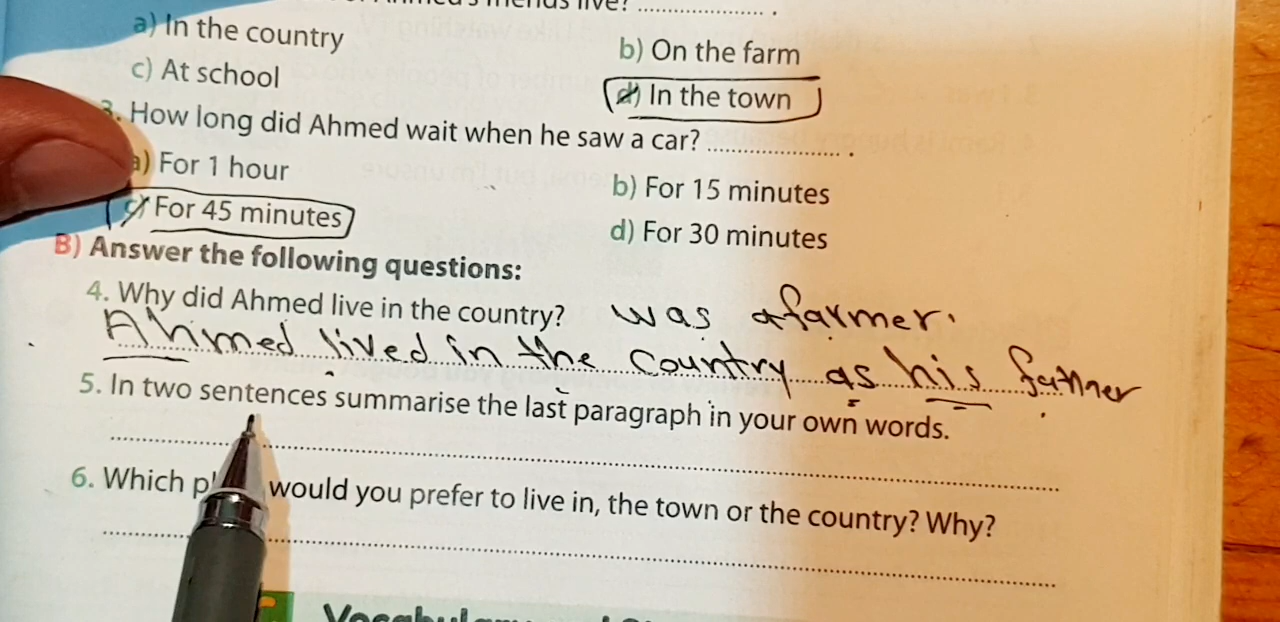 live? .
a) In the country
b) On the farm
c) At school
d) In the town
3. How long did Ahmed wait when he saw a car? .
a) For 1 hour
b) For 15 minutes
c) For 45 minutes
d) For 30 minutes
B) Answer the following questions:
4. Why did Ahmed live in the country? was a farmer.
Ahmed lived in the country as his father
5. In two sentences summarise the last paragraph in your own words.
6. Which would you prefer to live in, the town or the country? Why?